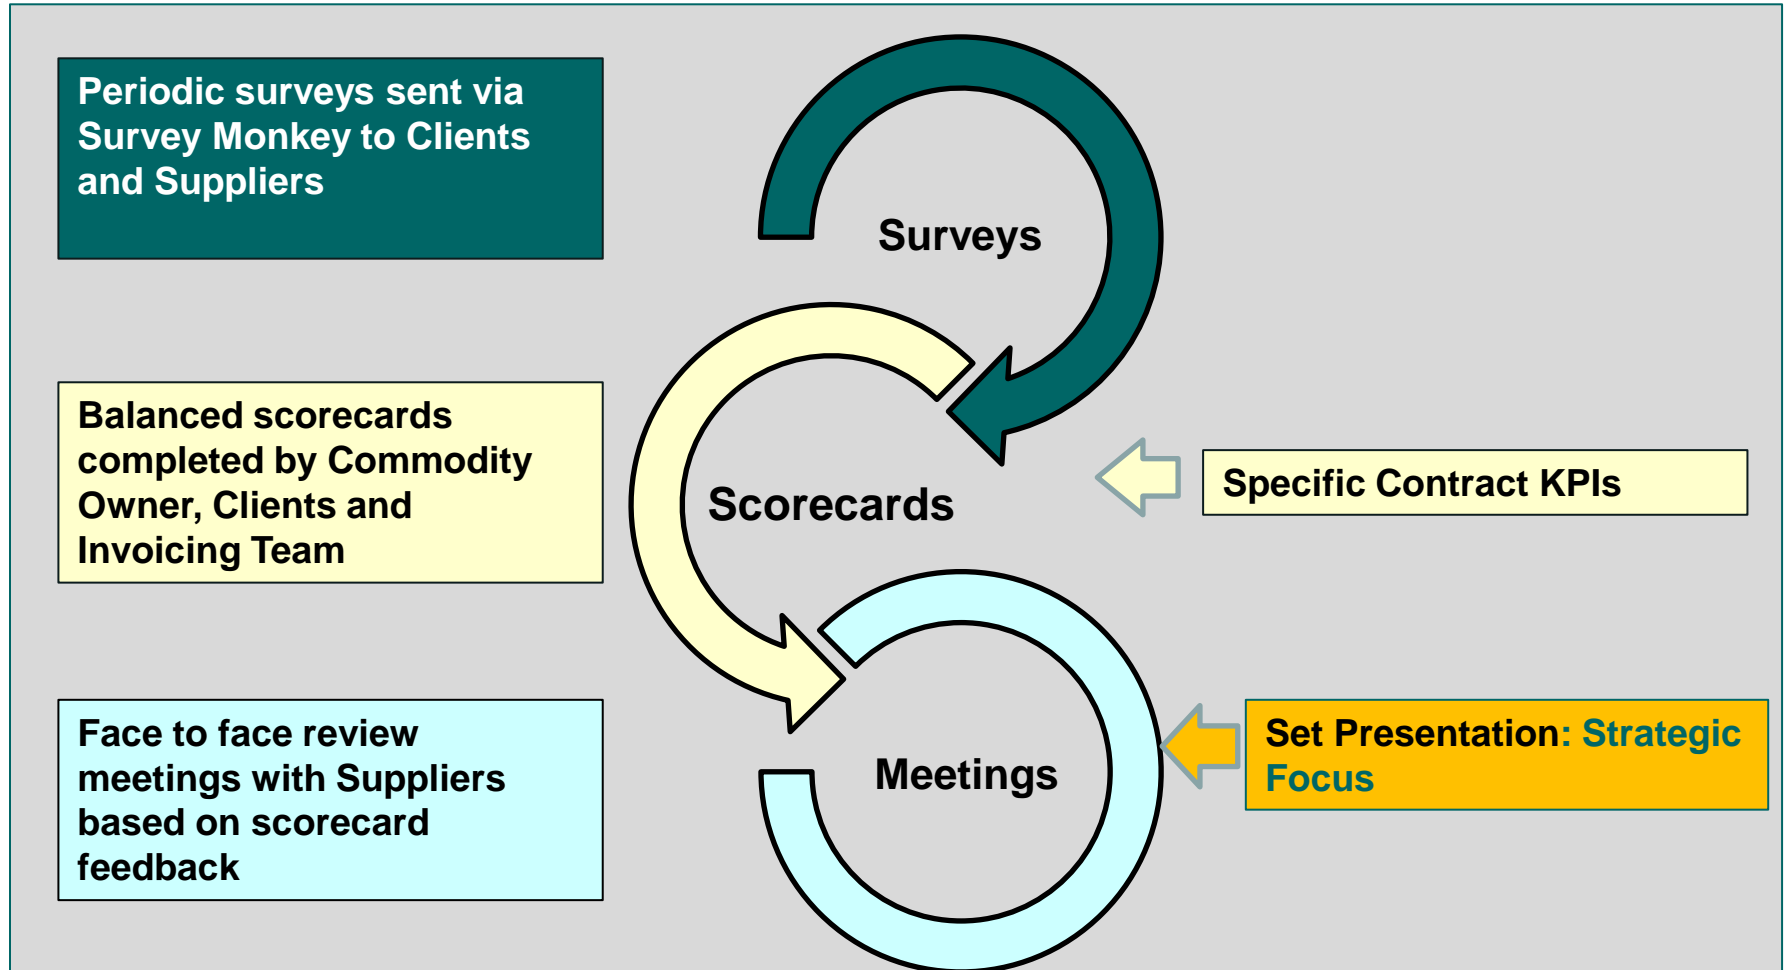 Periodic surveys sent via
Survey Monkey to Clients
and Suppliers
Surveys
Balanced scorecards
completed by Commodity
Owner, Clients and
Invoicing Team
Scorecards
Specific Contract KPIs
Face to face review
meetings with Suppliers
based on scorecard
feedback
Meetings
Set Presentation: Strategic
Focus